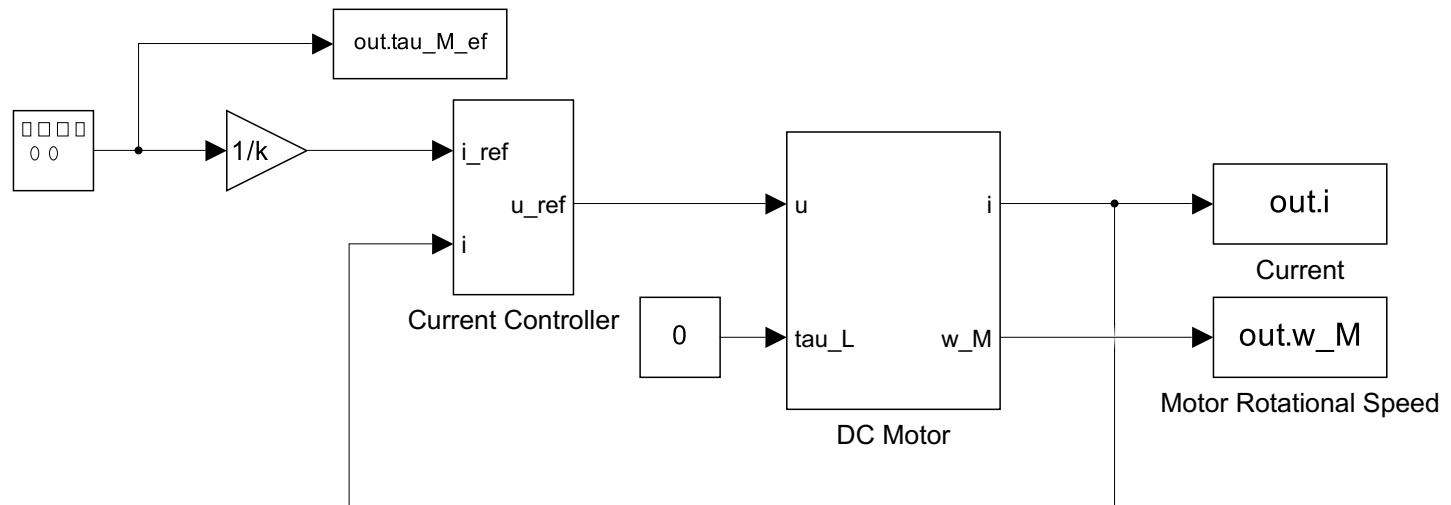 out.tau_M_ef
1/k
i_ref
u_ref
i
Current Controller
0
u
i
tau_L
w_M
DC Motor
out.i
Current
out.w_M
Motor Rotational Speed